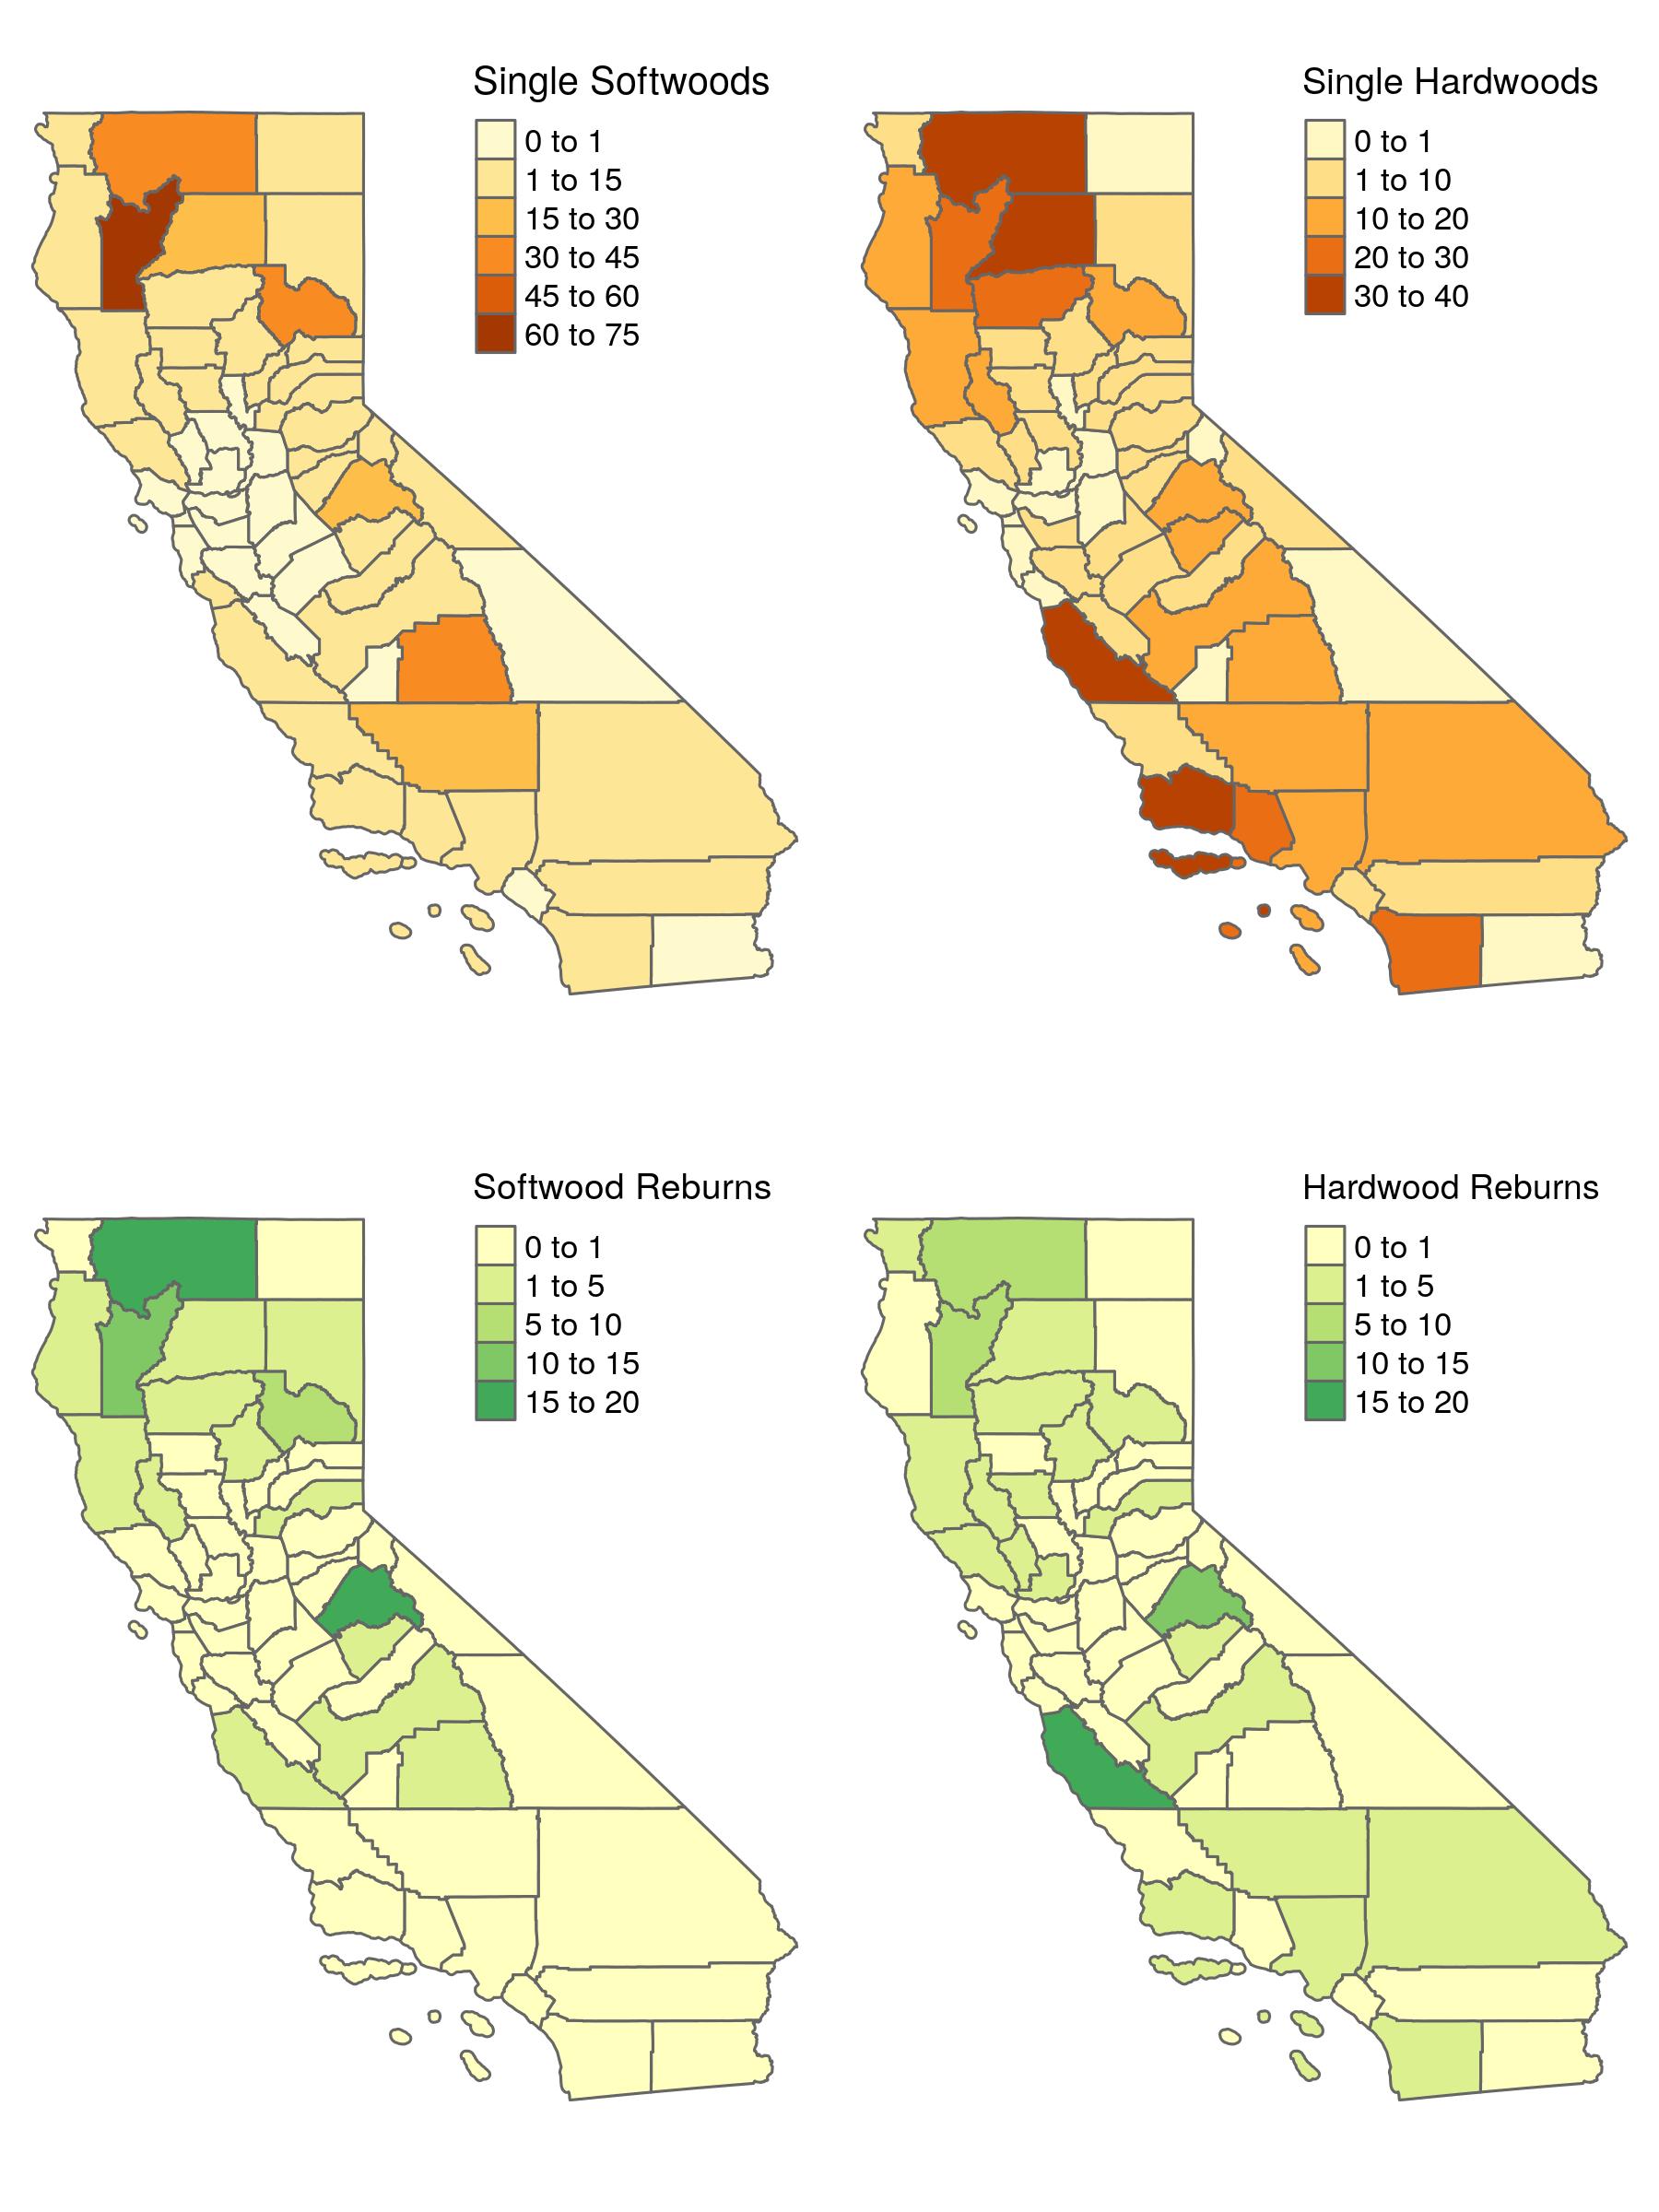 Single Softwoods
0 to 1
1 to 15
15 to 30
30 to 45
45 to 60
60 to 75
Single Hardwoods
0 to 1
1 to 10
10 to 20
20 to 30
30 to 40
Softwood Reburns
0 to 1
1 to 5
5 to 10
10 to 15
15 to 20
Hardwood Reburns
0 to 1
1 to 5
5 to 10
10 to 15
15 to 20